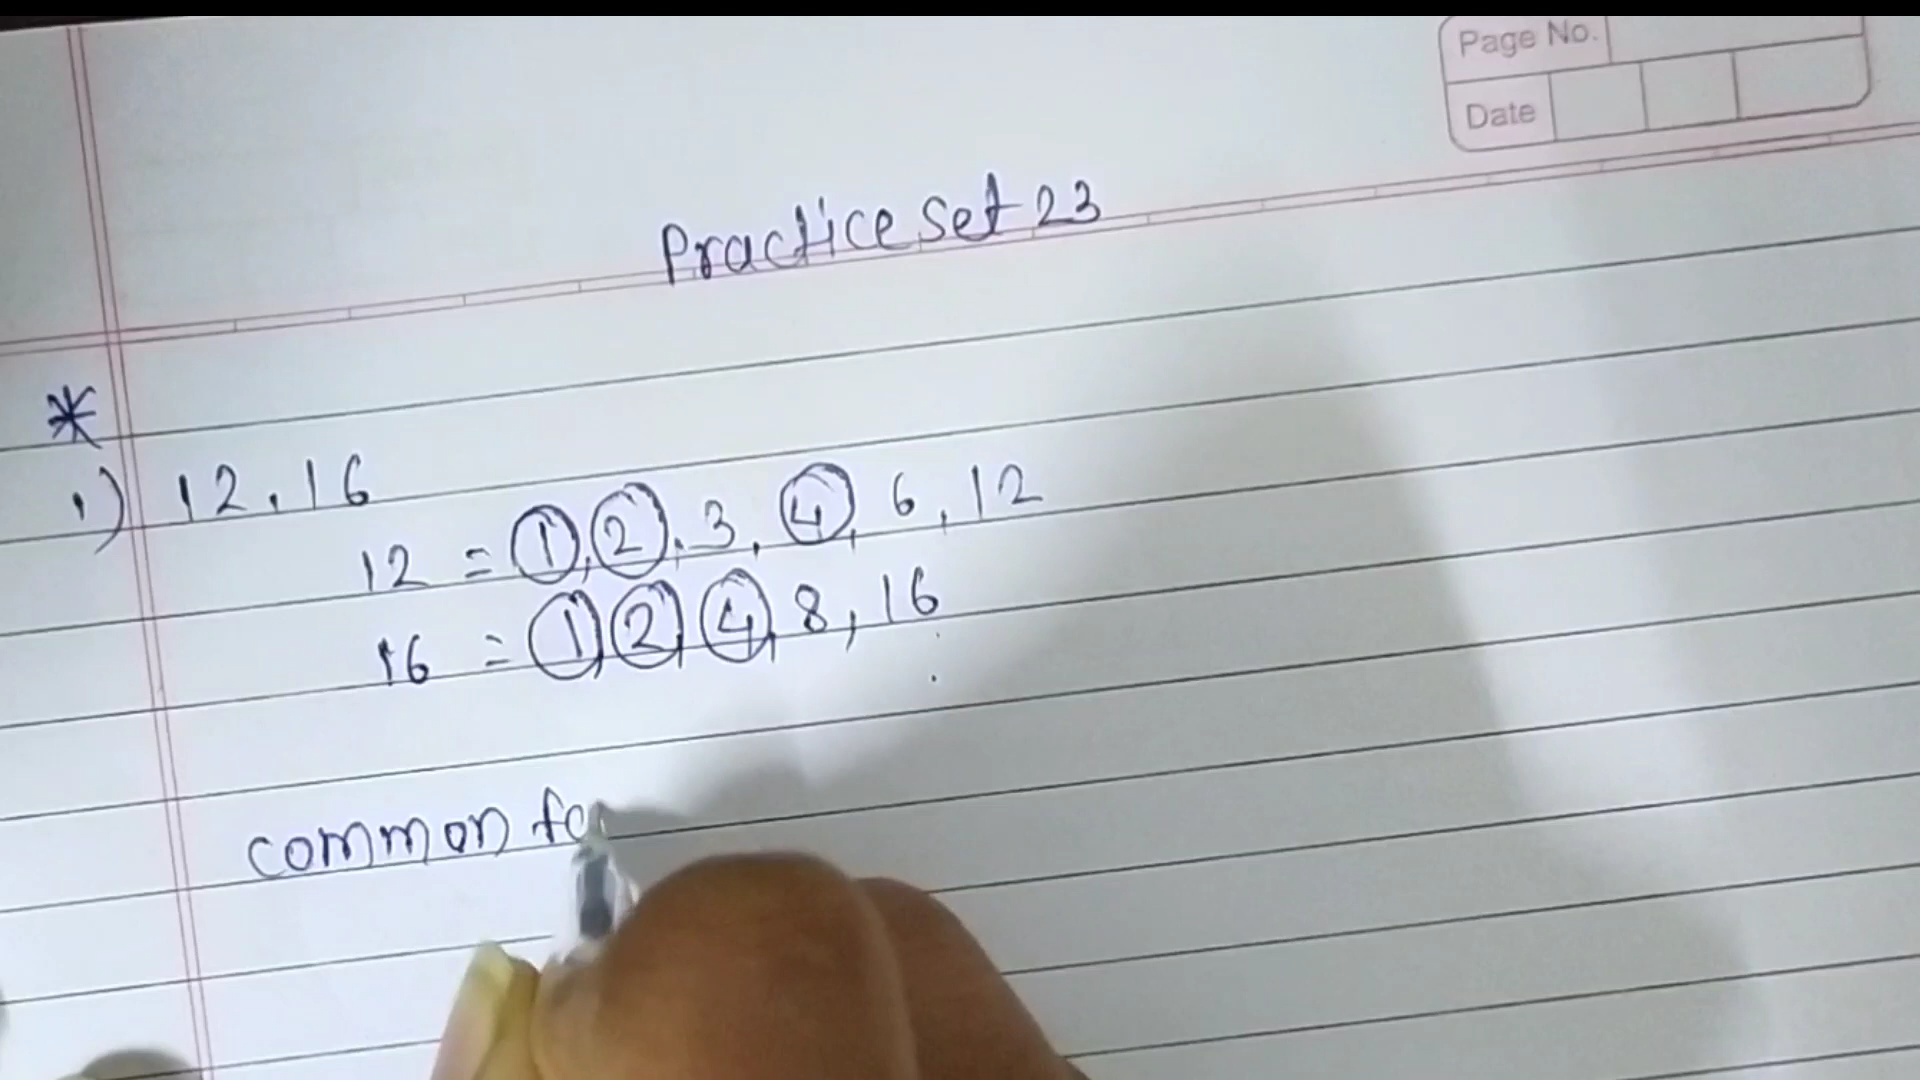 Page No.
Date
Practice Set 23
*
1) 12, 16
12 = 1, 2, 3, 4, 6, 12
16 = 1, 2, 4, 8, 16
common fa